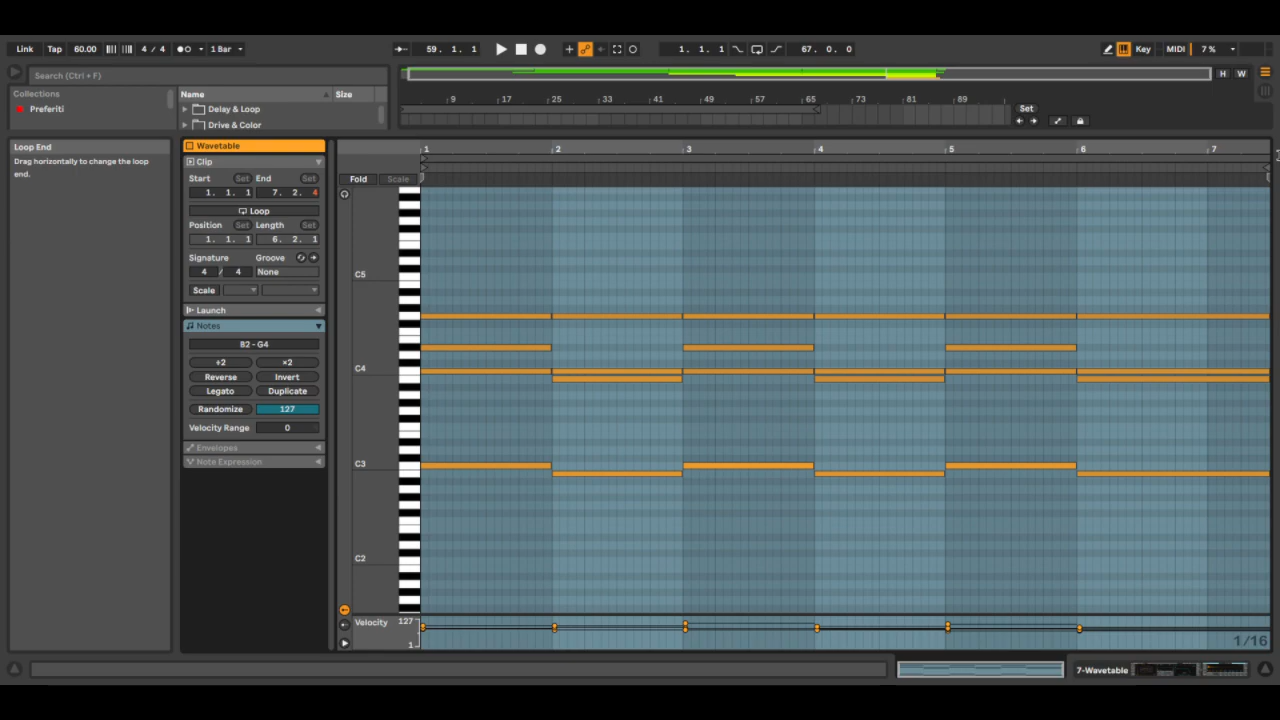 Link Tap 60.00 4 / 4 1 Bar 59. 1. 1 1. 1. 1 67. 0. 0 Key MIDI 7 %
Search (Ctrl + F)
H W
Collections Name Size
Preferiti Delay & Loop
Drive & Color
9 17 25 33 41 49 57 65 73 81 89 Set
Loop End
Drag horizontally to change the loop
end.
Wavetable
Clip
Start Set End Set
1. 1. 1 7. 2. 4
Loop
Position Set Length Set
1. 1. 1 6. 2. 1
Signature Groove
4 / 4 None
Scale
Launch
Notes
B2 - G4
÷2 ×2
Reverse Invert
Legato Duplicate
Randomize 127
Velocity Range 0
Envelopes
Note Expression
1 2 3 4 5 6 7
Fold Scale
C5
C4
C3
C2
Velocity 127
1
1/16
7-Wavetable